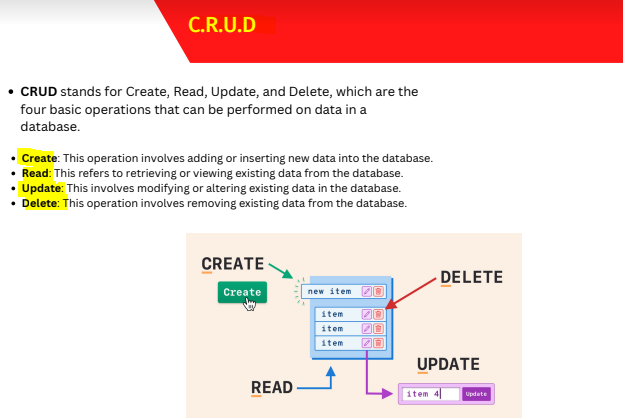 C.R.U.D
• CRUD stands for Create, Read, Update, and Delete, which are the
four basic operations that can be performed on data in a
database.
• Create: This operation involves adding or inserting new data into the database.
• Read: This refers to retrieving or viewing existing data from the database.
• Update: This involves modifying or altering existing data in the database.
• Delete: This operation involves removing existing data from the database.
CREATE
Create
new item
DELETE
item
item
item
UPDATE
READ
item 4
Update